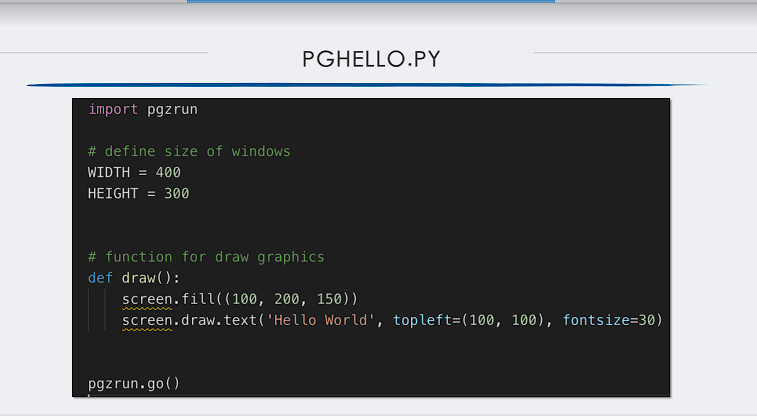 PGHELLO.PY
import pgzrun
# define size of windows
WIDTH = 400
HEIGHT = 300
# function for draw graphics
def draw():
screen.fill((100, 200, 150))
screen.draw.text('Hello World', topleft=(100, 100), fontsize=30)
pgzrun.go()